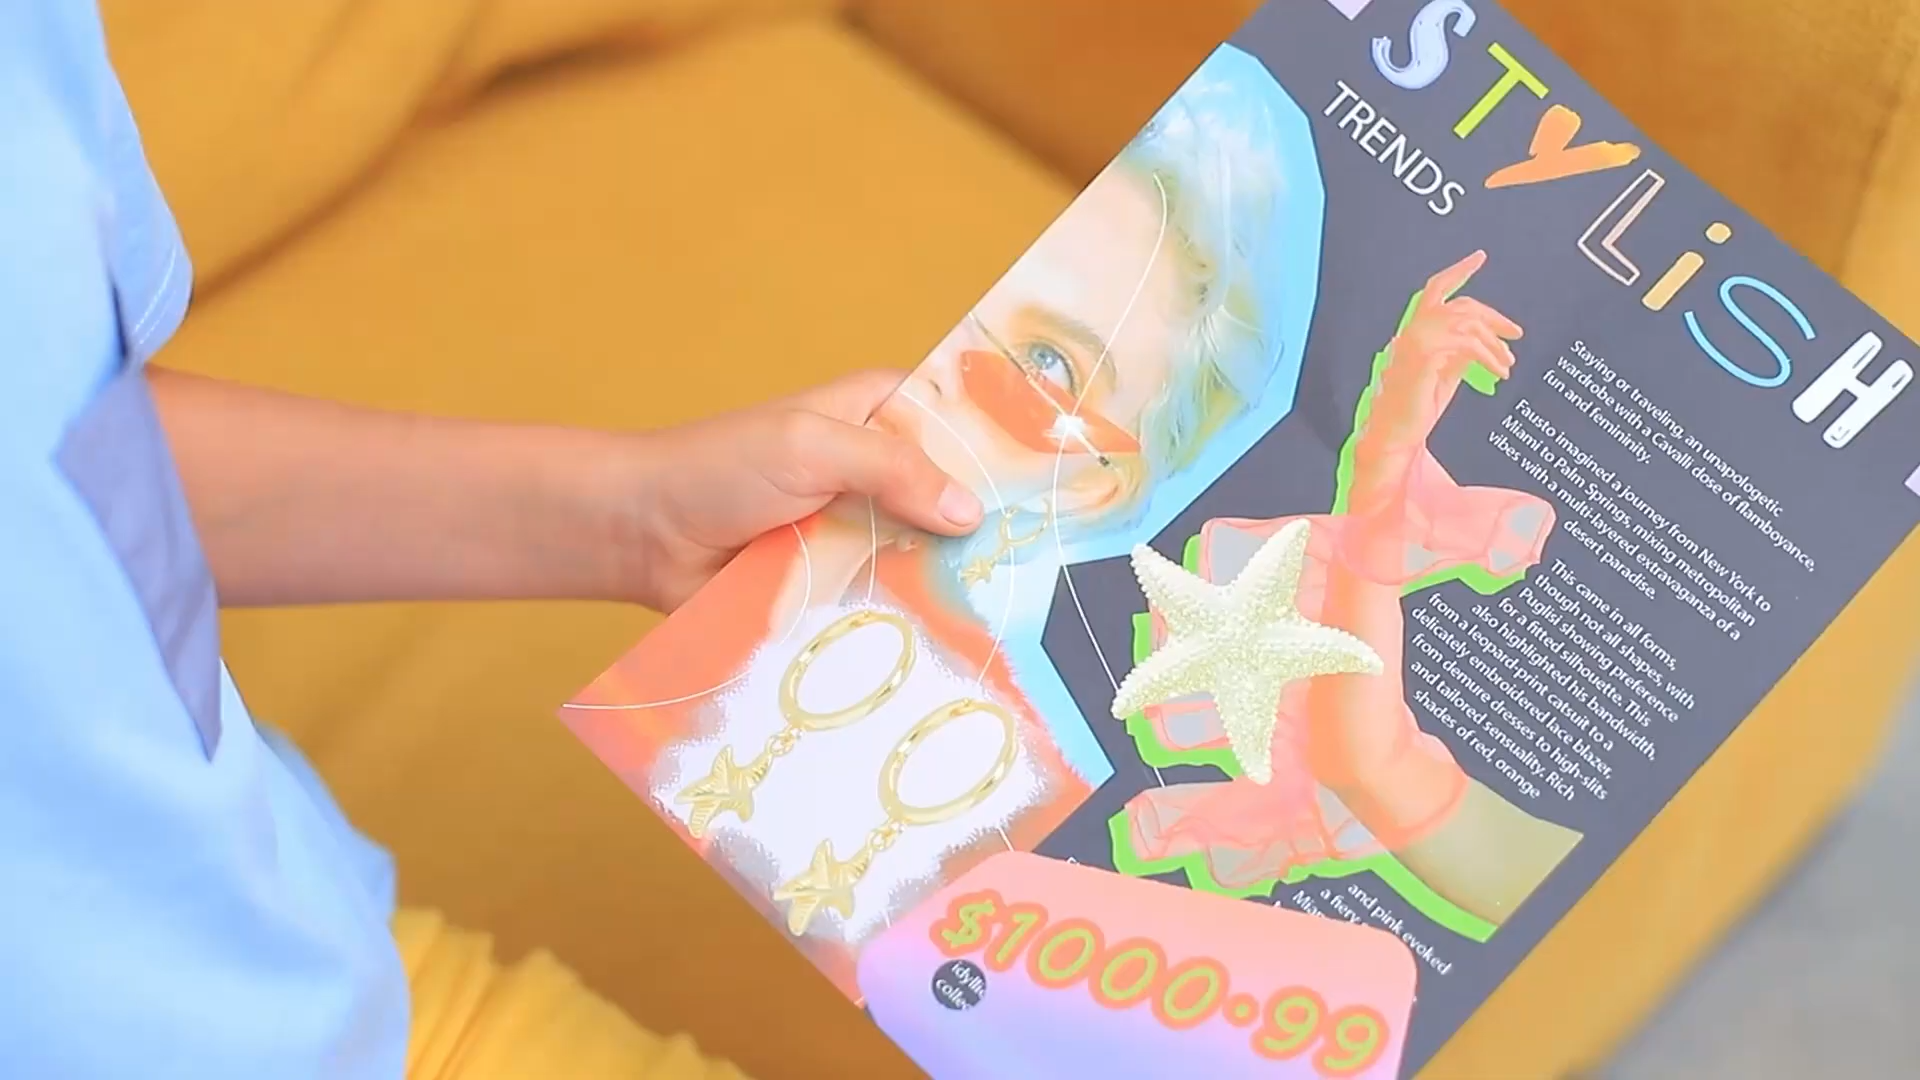 STYLiSH
TRENDS
Staying or traveling, an unapologetic
wardrobe with a Cavalli dose of flamboyance,
fun and femininity.
Fausto imagined a journey from New York to
Miami to Palm Springs, mixing metropolitan
vibes with a multi-layered extravaganza of a
desert paradise.
This came in all forms,
though not all shapes, with
Puglisi showing preference
for a fitted silhouette. This
also highlighted his bandwidth,
from a leopard-print catsuit to a
delicately embroidered lace blazer,
from demure dresses to high-slits
and tailored sensuality. Rich
shades of red, orange
and pink evoked
a fiery
$1000.99
idyllic